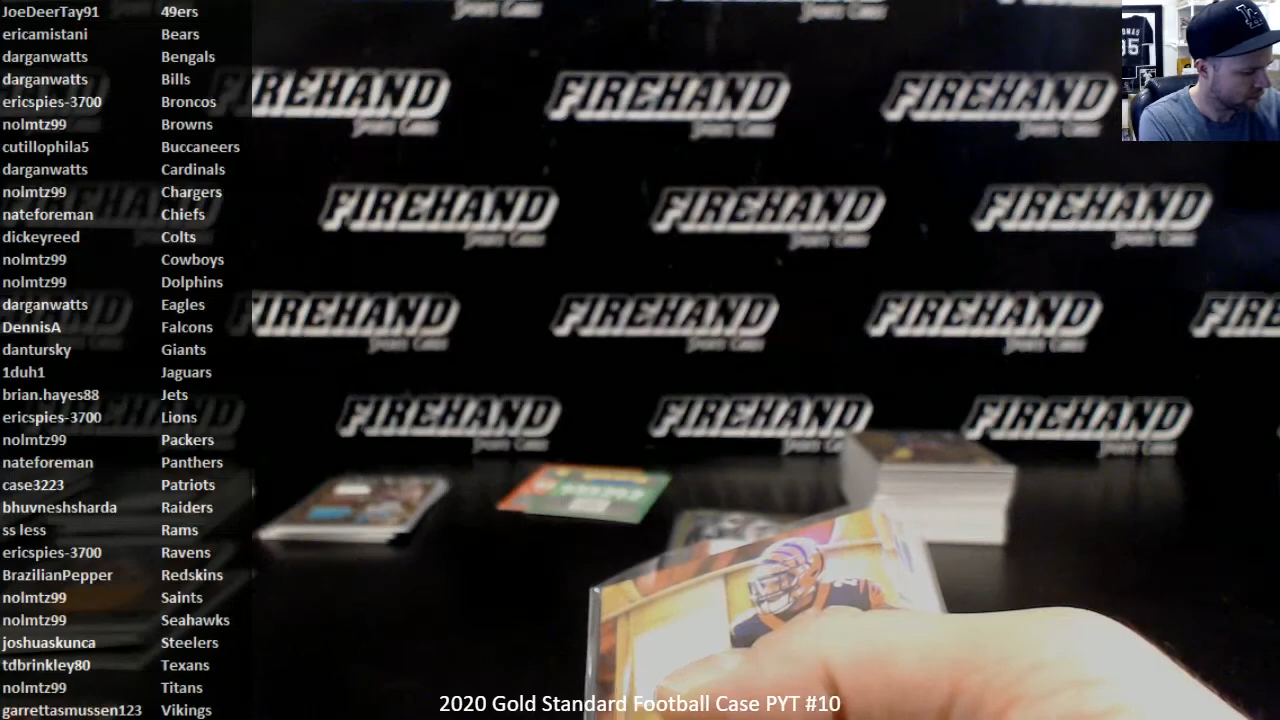 JoeDeerTay91 49ers
ericamistani Bears
darganwatts Bengals
darganwatts Bills
ericspies-3700 Broncos
nolmtz99 Browns
cutillophila5 Buccaneers
darganwatts Cardinals
nolmtz99 Chargers
nateforeman Chiefs
dickeyreed Colts
nolmtz99 Cowboys
nolmtz99 Dolphins
darganwatts Eagles
DennisA Falcons
dantursky Giants
1duh1 Jaguars
brian.hayes88 Jets
ericspies-3700 Lions
nolmtz99 Packers
nateforeman Panthers
case3223 Patriots
bhuvneshsharda Raiders
ss less Rams
ericspies-3700 Ravens
BrazilianPepper Redskins
nolmtz99 Saints
nolmtz99 Seahawks
joshuaskunca Steelers
tdbrinkley80 Texans
nolmtz99 Titans
garrettasmussen123 Vikings
FIREHAND FIREHAND FIREHAND
FIREHAND FIREHAND FIREHAND
FIREHAND FIREHAND FIREHAND
FIREHAND FIREHAND FIREHAND
2020 Gold Standard Football Case PYT #10